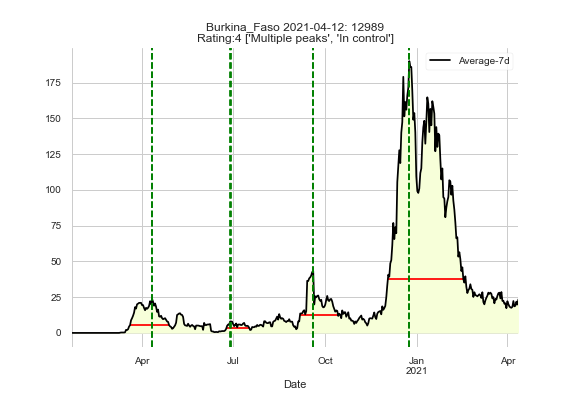 Burkina_Faso 2021-04-12: 12989
Rating:4 ['Multiple peaks', 'In control']
Average-7d
175
150
125
100
75
50
25
0
Apr
Jul
Oct
Jan
2021
Apr
Date